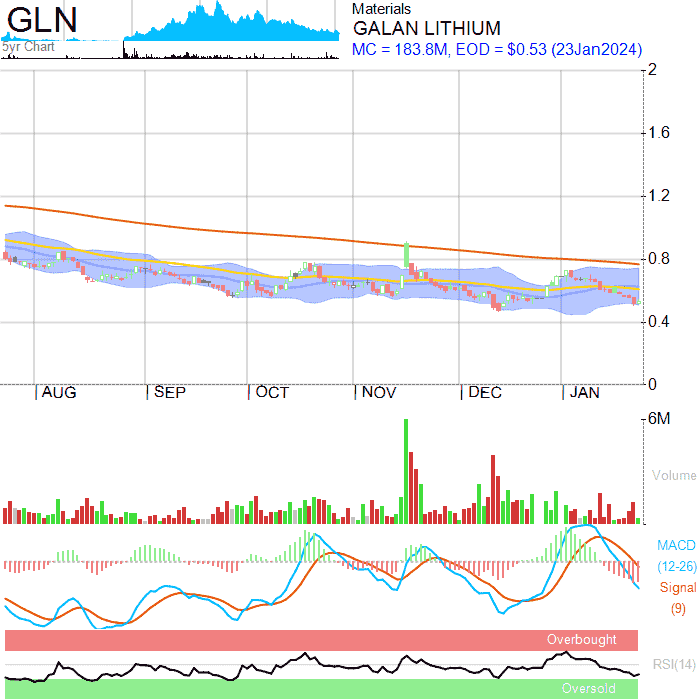 GLN
5yr Chart
Materials
GALAN LITHIUM
MC = 183.8M, EOD = $0.53 (23Jan2024)
2
1.6
1.2
0.8
0.4
0
AUG SEP OCT NOV DEC JAN
6M
Volume
MACD
(12-26)
Signal
(9)
Overbought
RSI(14)
Oversold